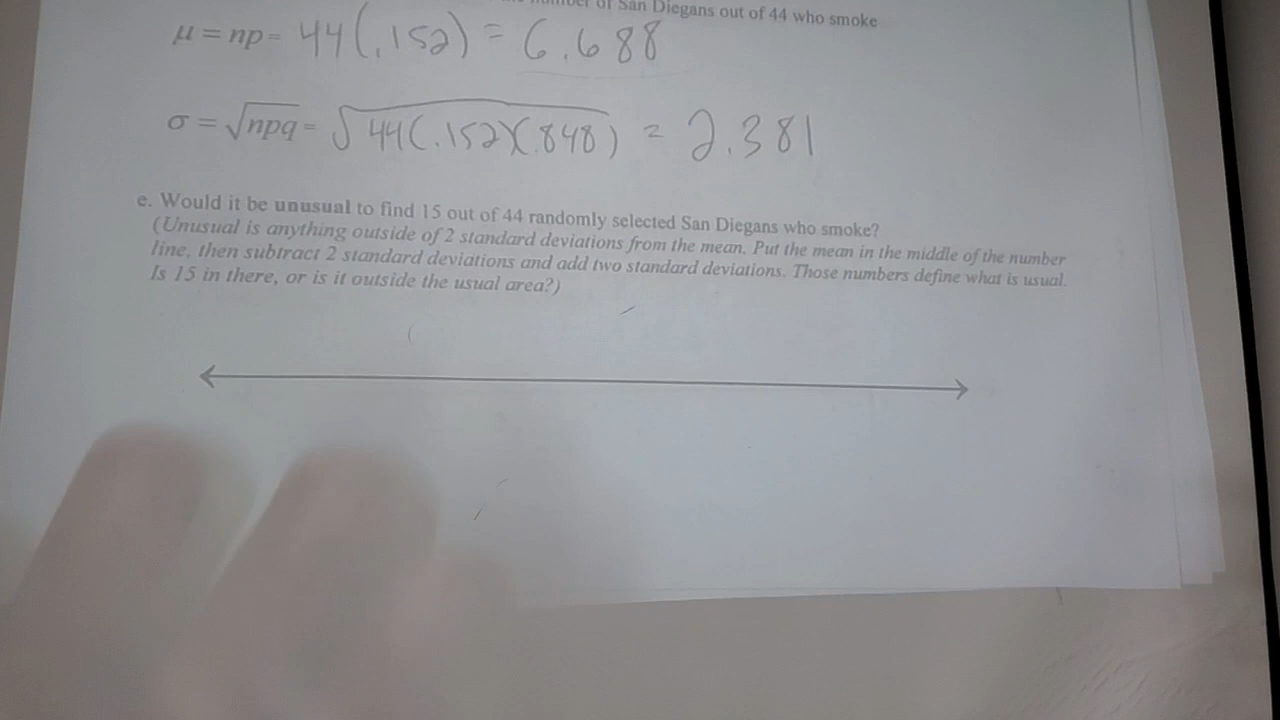 number of San Diegans out of 44 who smoke
μ = np = 44(.152) = 6.688
σ = √npq = √44(.152)(.848) = 2.381
e. Would it be unusual to find 15 out of 44 randomly selected San Diegans who smoke?
(Unusual is anything outside of 2 standard deviations from the mean. Put the mean in the middle of the number
line, then subtract 2 standard deviations and add two standard deviations. Those numbers define what is usual.
Is 15 in there, or is it outside the usual area?)